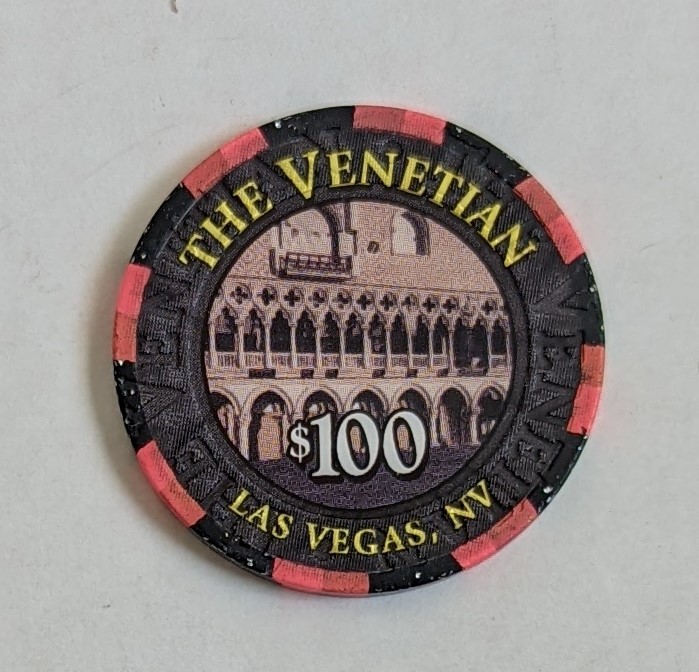 THE VENETIAN
$100
LAS VEGAS, NV